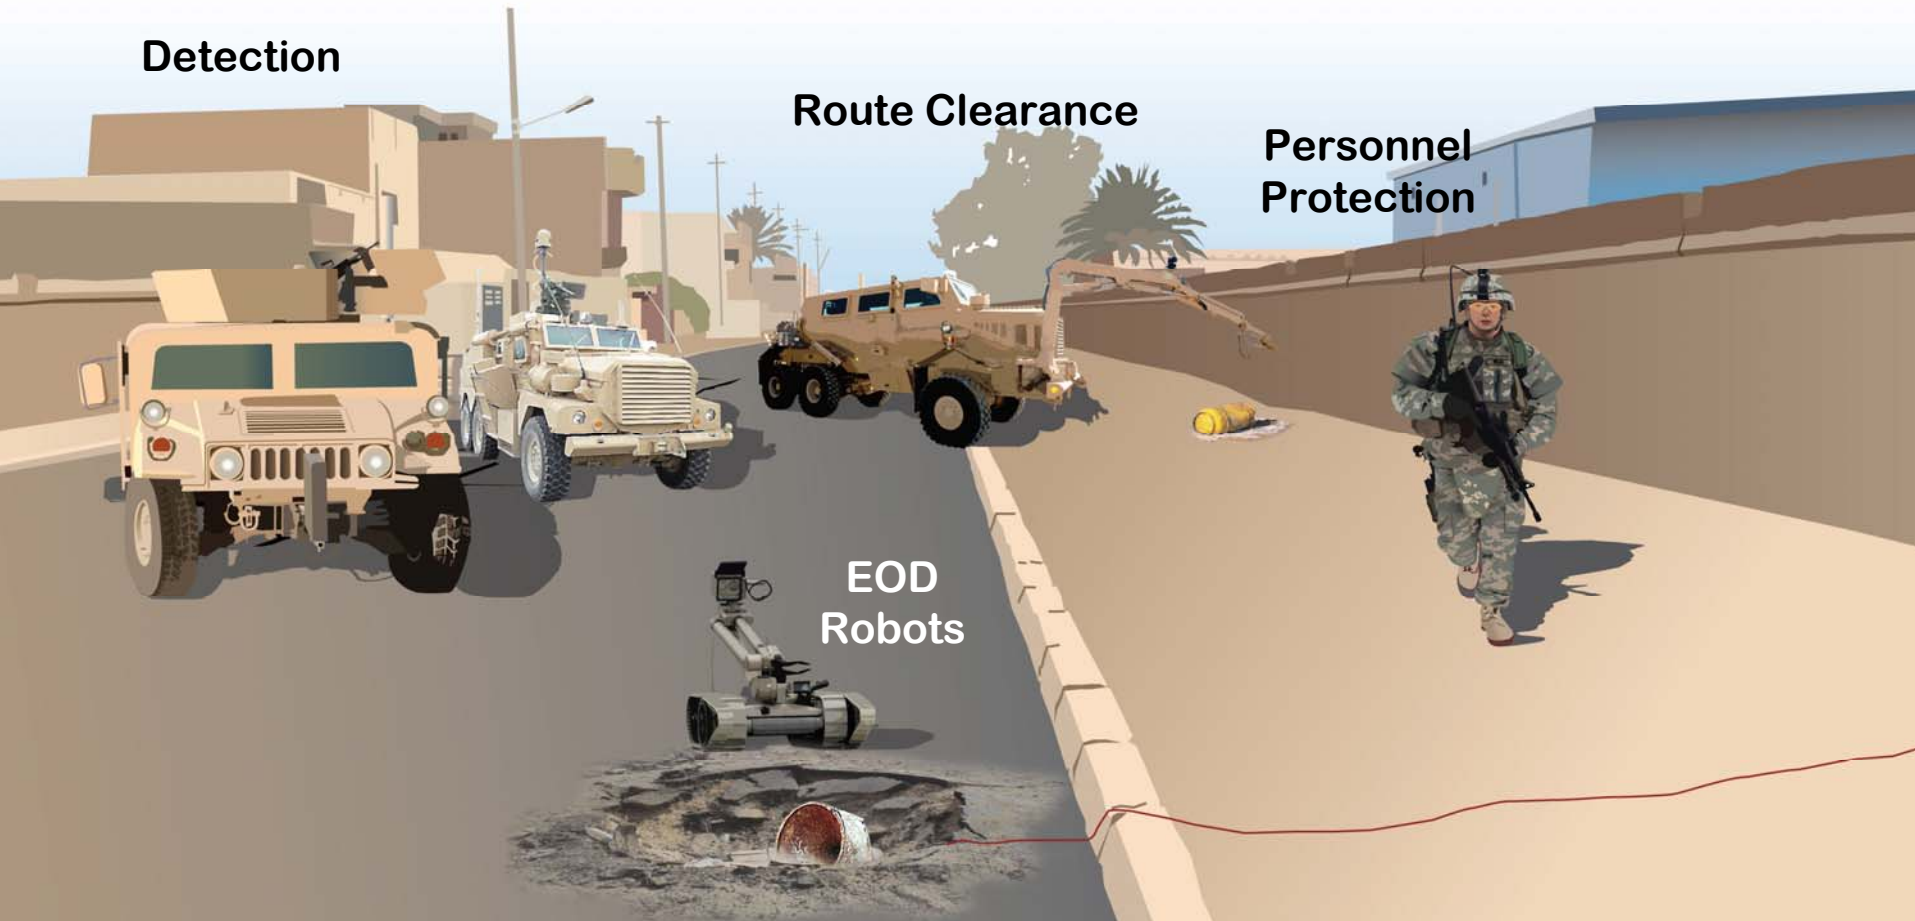 Detection
Route Clearance
Personnel
Protection
EOD
Robots